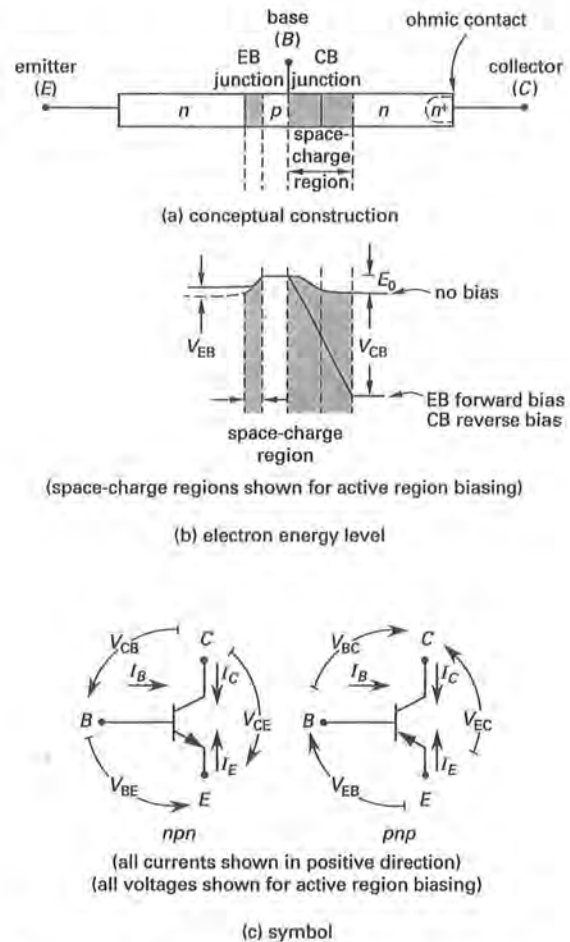 base
(B)
ohmic contact
EB CB
emitter
(E)
junction junction
collector
(C)
n p n n+
space-
charge
region
(a) conceptual construction
E0
no bias
VEB
VCB
EB forward bias
CB reverse bias
space-charge
region
(space-charge regions shown for active region biasing)
(b) electron energy level
VCB C
IB IC
B VCE
VBE IE
E
npn
VBC C
IB IC
B VEC
VEB IE
E
pnp
(all currents shown in positive direction)
(all voltages shown for active region biasing)
(c) symbol